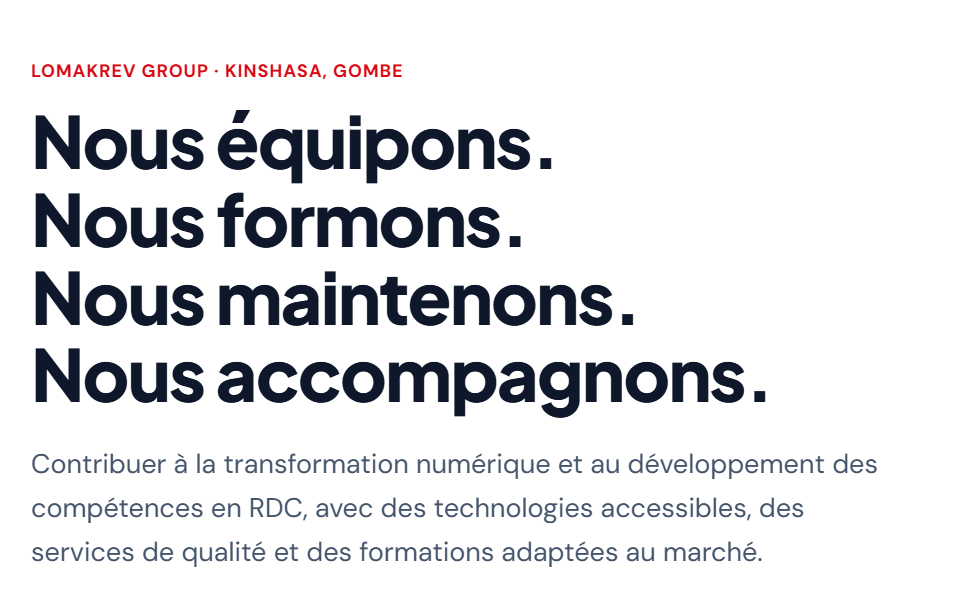 LOMAKREV GROUP · KINSHASA, GOMBE
Nous équipons.
Nous formons.
Nous maintenons.
Nous accompagnons.
Contribuer à la transformation numérique et au développement des
compétences en RDC, avec des technologies accessibles, des
services de qualité et des formations adaptées au marché.